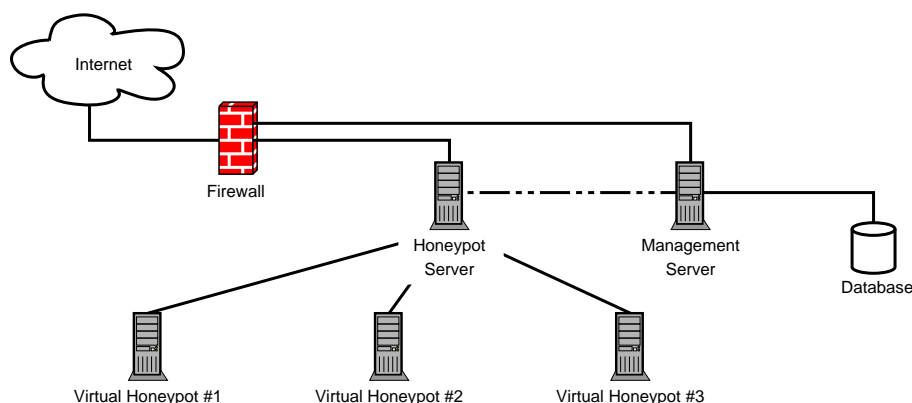 Internet
Firewall
Honeypot
Server
Management
Server
Database
Virtual Honeypot #1
Virtual Honeypot #2
Virtual Honeypot #3